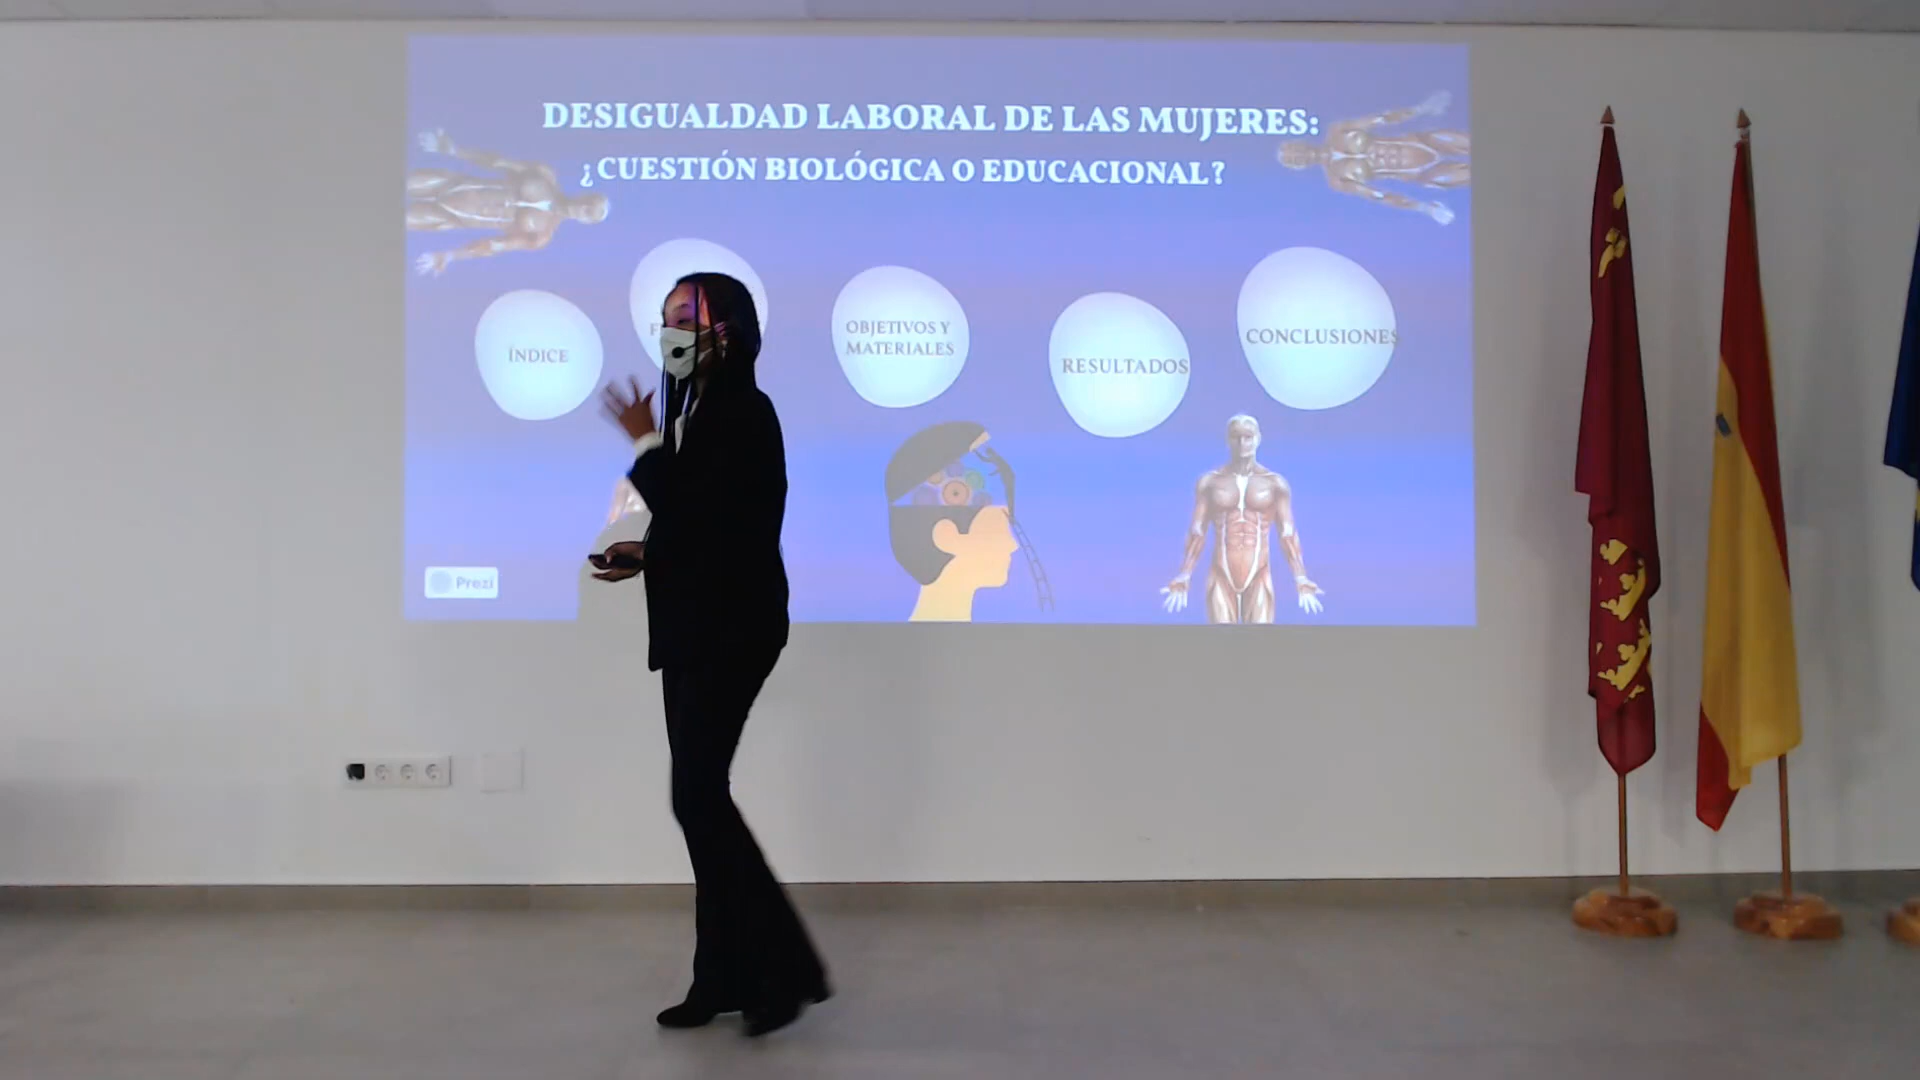 DESIGUALDAD LABORAL DE LAS MUJERES:
¿CUESTIÓN BIOLÓGICA O EDUCACIONAL?
ÍNDICE
OBJETIVOS Y
MATERIALES
RESULTADOS
CONCLUSIONES
Prezi